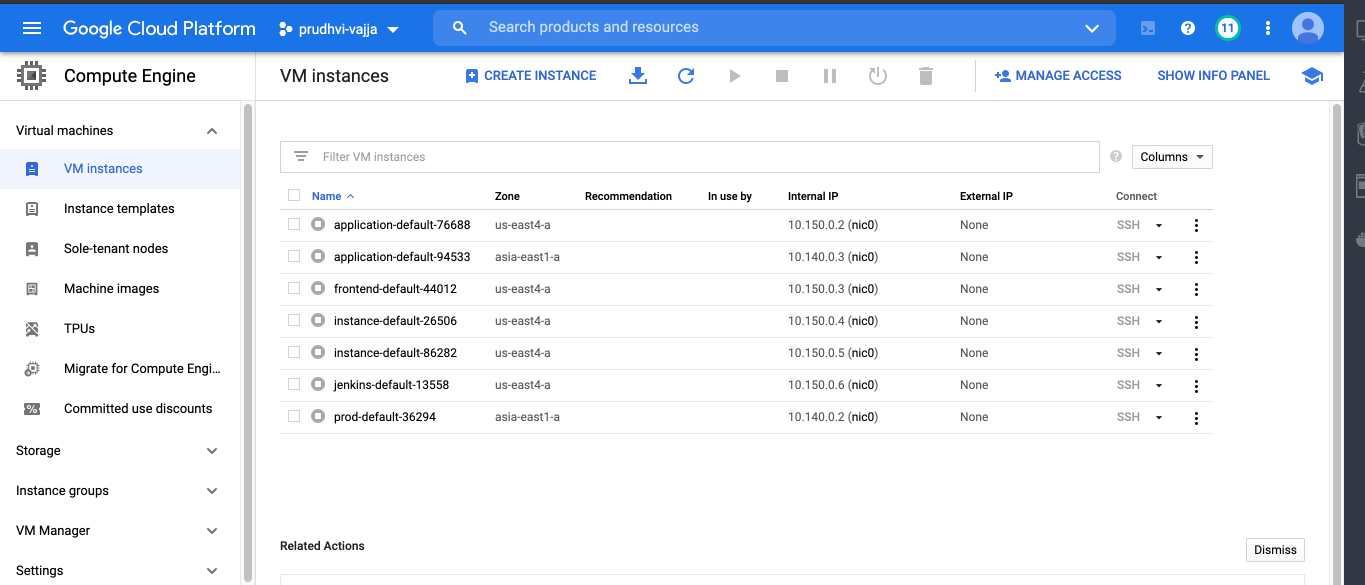 Google Cloud Platform prudhvi-vajja Search products and resources 11
Compute Engine VM instances CREATE INSTANCE MANAGE ACCESS SHOW INFO PANEL
Virtual machines
VM instances
Instance templates
Sole-tenant nodes
Machine images
TPUs
Migrate for Compute Engi...
Committed use discounts
Storage
Instance groups
VM Manager
Settings
Filter VM instances Columns
Name Zone Recommendation In use by Internal IP External IP Connect
application-default-76688 us-east4-a 10.150.0.2 (nic0) None SSH
application-default-94533 asia-east1-a 10.140.0.3 (nic0) None SSH
frontend-default-44012 us-east4-a 10.150.0.3 (nic0) None SSH
instance-default-26506 us-east4-a 10.150.0.4 (nic0) None SSH
instance-default-86282 us-east4-a 10.150.0.5 (nic0) None SSH
jenkins-default-13558 us-east4-a 10.150.0.6 (nic0) None SSH
prod-default-36294 asia-east1-a 10.140.0.2 (nic0) None SSH
Related Actions Dismiss